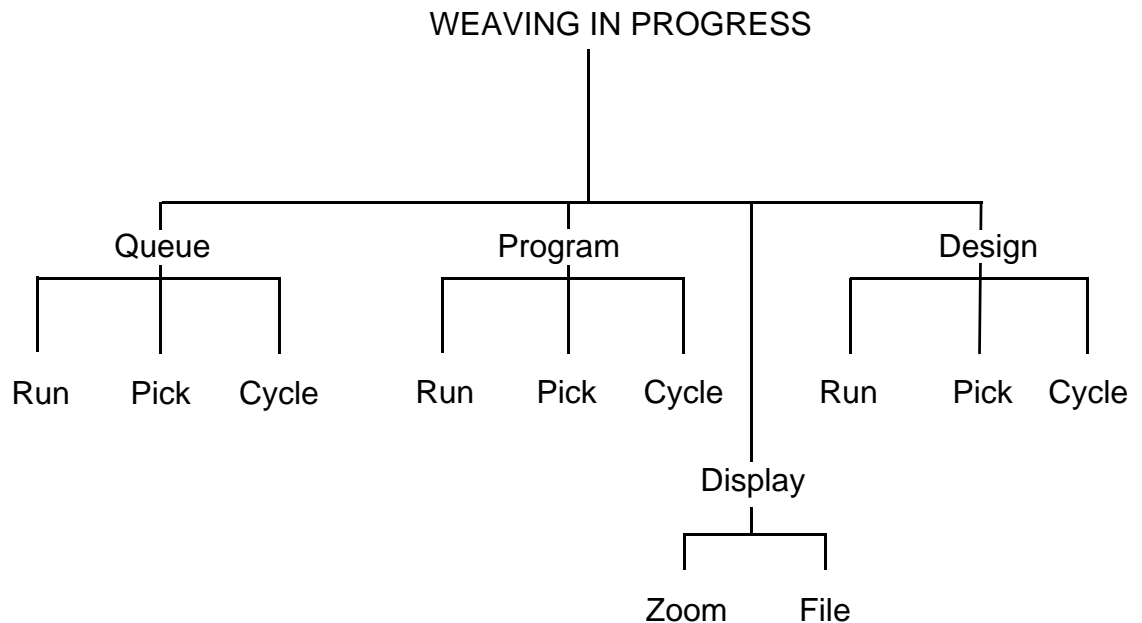 WEAVING IN PROGRESS
Queue Program Design
Run Pick Cycle Run Pick Cycle Run Pick Cycle
Display
Zoom File